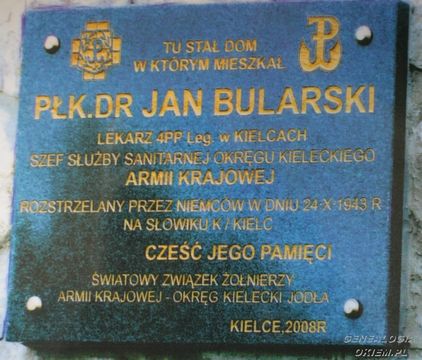 TU STAŁ DOM
W KTÓRYM MIESZKAŁ
PŁK.DR JAN BULARSKI
LEKARZ 4PP Leg. w KIELCACH
SZEF SŁUŻBY SANITARNEJ OKRĘGU KIELECKIEGO
ARMII KRAJOWEJ
ROZSTRZELANY PRZEZ NIEMCÓW W DNIU 24-X-1943 R
NA SŁOWIKU K / KIELC
CZEŚĆ JEGO PAMIĘCI
ŚWIATOWY ZWIĄZEK ŻOŁNIERZY
ARMII KRAJOWEJ - OKRĘG KIELECKI JODŁA
KIELCE,2008R
GENEALOGIA
OKIEM.PL